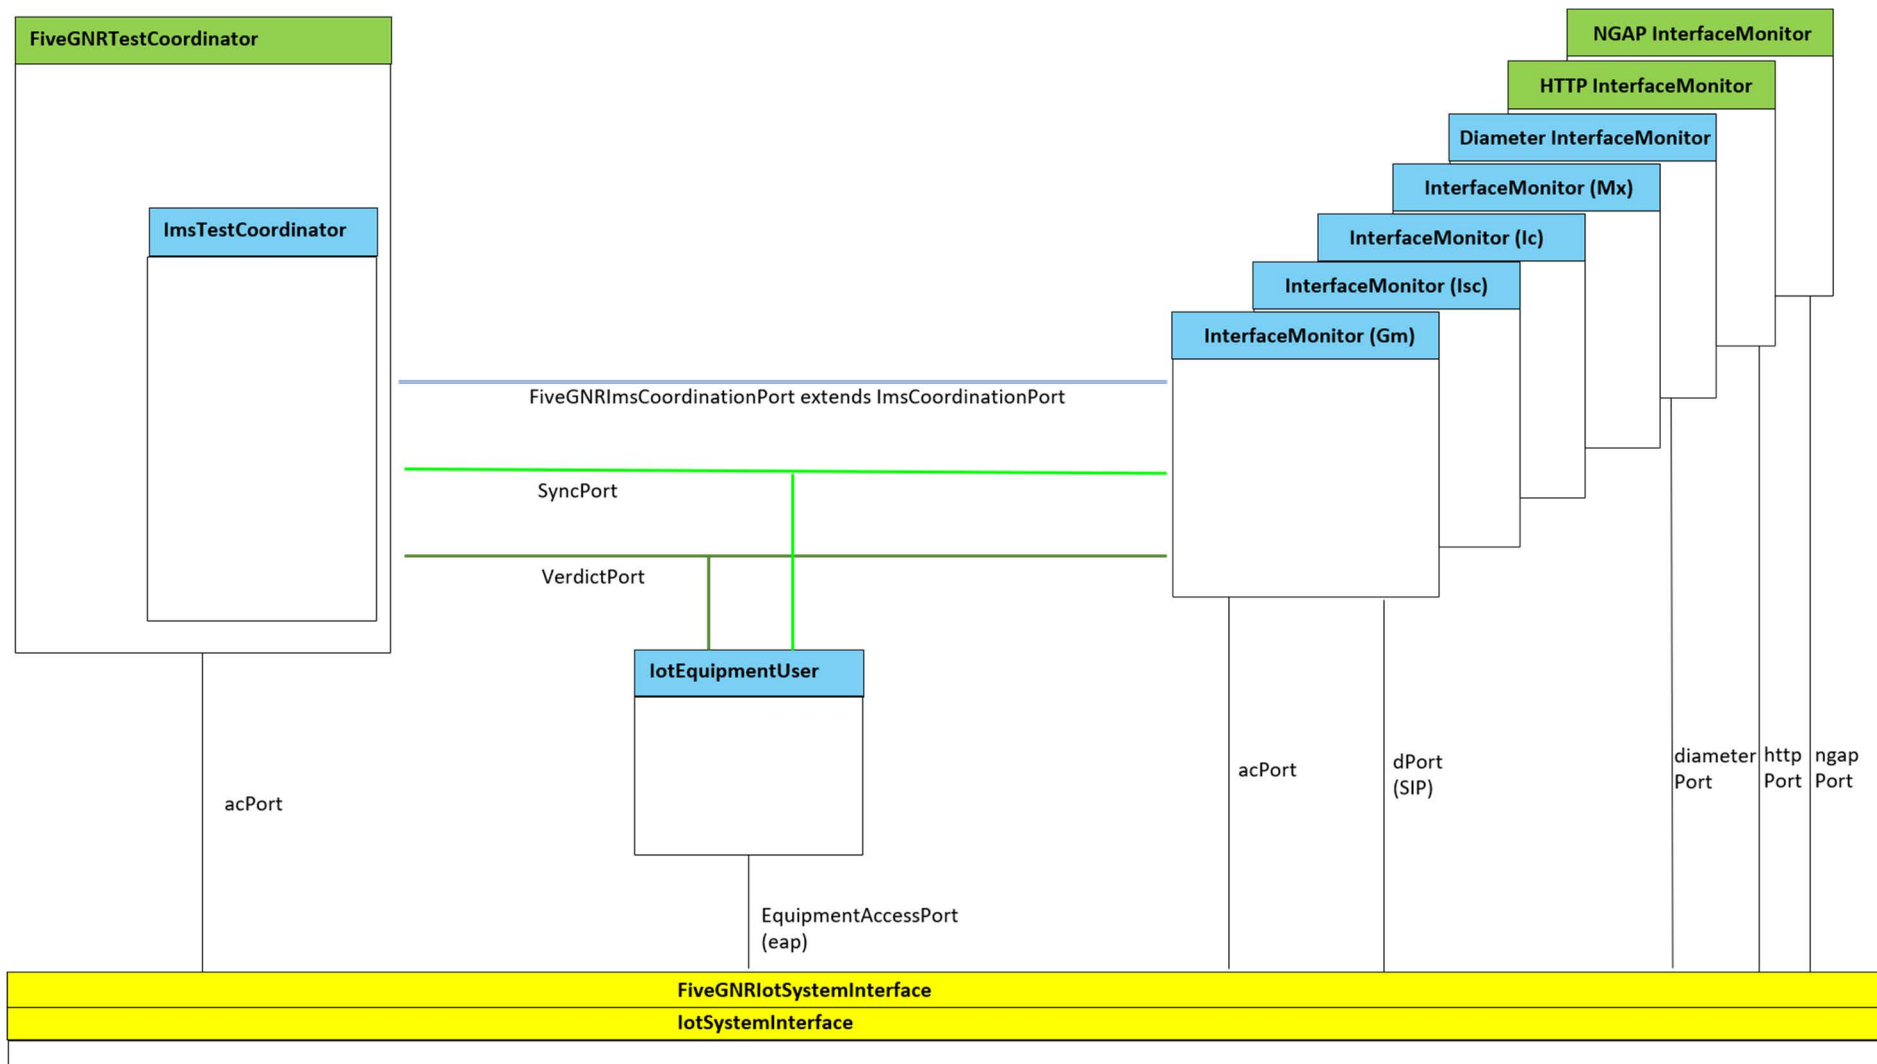 FiveGNRTestCoordinator
ImsTestCoordinator
NGAP InterfaceMonitor
HTTP InterfaceMonitor
Diameter InterfaceMonitor
InterfaceMonitor (Mx)
InterfaceMonitor (Ic)
InterfaceMonitor (Isc)
InterfaceMonitor (Gm)
FiveGNRImsCoordinationPort extends ImsCoordinationPort
SyncPort
VerdictPort
IotEquipmentUser
acPort
EquipmentAccessPort
(eap)
acPort
dPort
(SIP)
diameter
Port
http
Port
ngap
Port
FiveGNRIotSystemInterface
IotSystemInterface